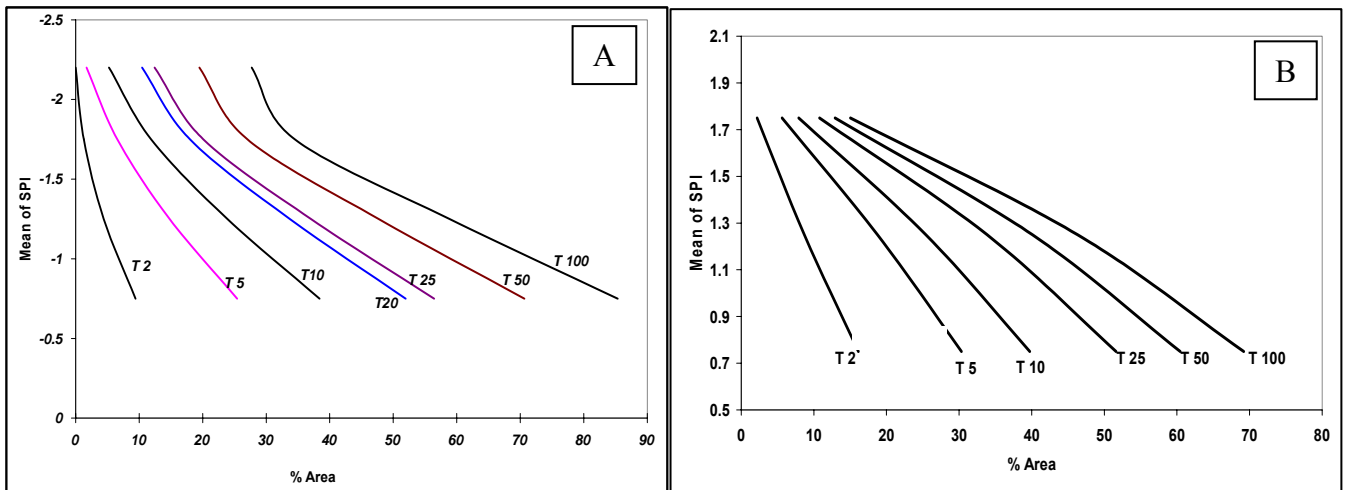 A
Mean of SPI
-2.5
-2
-1.5
-1
-0.5
0
T 2
T 5
T10
T20
T 25
T 50
T 100
0 10 20 30 40 50 60 70 80 90
% Area
B
Mean of SPI
2.1
1.9
1.7
1.5
1.3
1.1
0.9
0.7
0.5
T 2
T 5
T 10
T 25
T 50
T 100
0 10 20 30 40 50 60 70 80
% Area